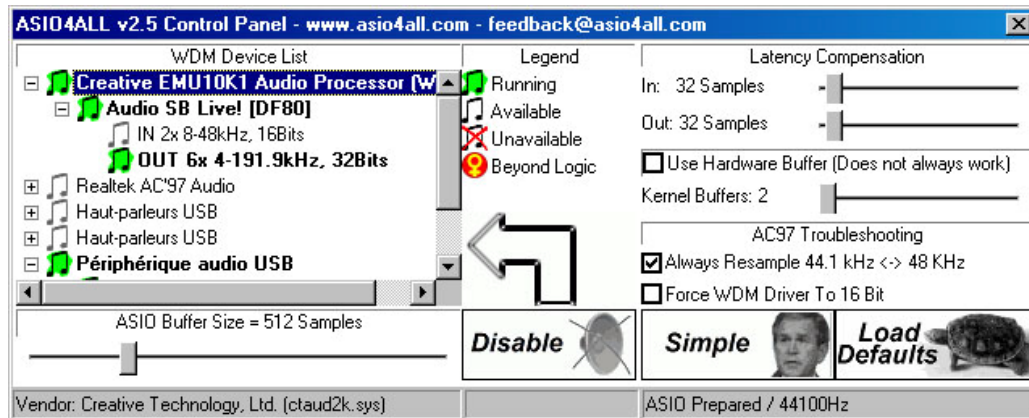 ASIO4ALL v2.5 Control Panel - www.asio4all.com - feedback@asio4all.com
WDM Device List
Creative EMU10K1 Audio Processor (W
Audio SB Live! [DF80]
IN 2x 8-48kHz, 16Bits
OUT 6x 4-191.9kHz, 32Bits
Realtek AC'97 Audio
Haut-parleurs USB
Haut-parleurs USB
Périphérique audio USB
ASIO Buffer Size = 512 Samples
Legend
Running
Available
Unavailable
Beyond Logic
Disable
Latency Compensation
In: 32 Samples
Out: 32 Samples
Use Hardware Buffer (Does not always work)
Kernel Buffers: 2
AC97 Troubleshooting
Always Resample 44.1 kHz <-> 48 KHz
Force WDM Driver To 16 Bit
Simple
Load
Defaults
Vendor: Creative Technology, Ltd. (ctaud2k.sys)
ASIO Prepared / 44100Hz